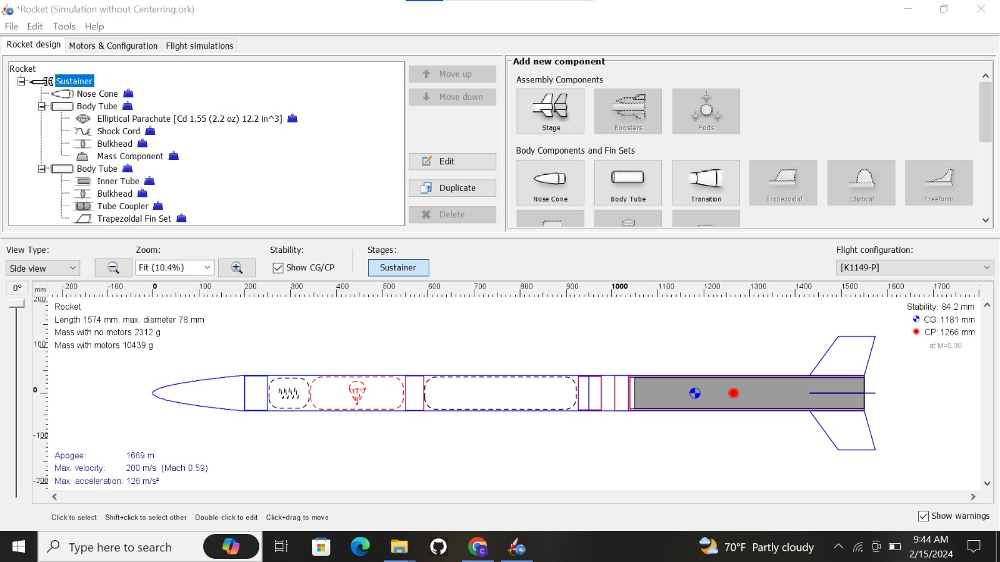 *Rocket (Simulation without Centerring.ork)
File Edit Tools Help
Rocket design Motors & Configuration Flight simulations
Rocket
Sustainer
Nose Cone
Body Tube
Elliptical Parachute [Cd 1.55 (2.2 oz) 12.2 in^3]
Shock Cord
Bulkhead
Mass Component
Body Tube
Inner Tube
Bulkhead
Tube Coupler
Trapezoidal Fin Set
Move up
Move down
Edit
Duplicate
Delete
Add new component
Assembly Components
Stage Boosters Pods
Body Components and Fin Sets
Nose Cone Body Tube Transition Trapezoidal Elliptical Freeform
View Type: Zoom: Stability: Stages: Flight configuration:
Side view Fit (10.4%) Show CG/CP Sustainer [K1149-P]
0° mm -200 -100 0 100 200 300 400 500 600 700 800 900 1000 1100 1200 1300 1400 1500 1600 1700
200
100
0
-100
-200
Rocket
Length 1574 mm, max. diameter 78 mm
Mass with no motors 2312 g
Mass with motors 10439 g
Stability: 84.2 mm
CG: 1181 mm
CP: 1266 mm
at M=0.30
Apogee: 1669 m
Max. velocity: 200 m/s (Mach 0.59)
Max. acceleration: 126 m/s²
Click to select Shift+click to select other Double-click to edit Click+drag to move
Show warnings
Type here to search
70°F Partly cloudy
9:44 AM
2/15/2024